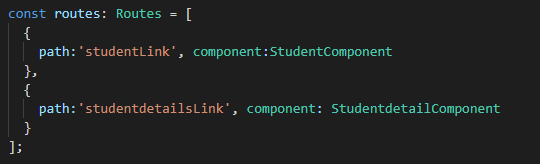 const routes: Routes = [
{
path:'studentLink', component:StudentComponent
},
{
path:'studentdetailsLink', component: StudentdetailComponent
}
];